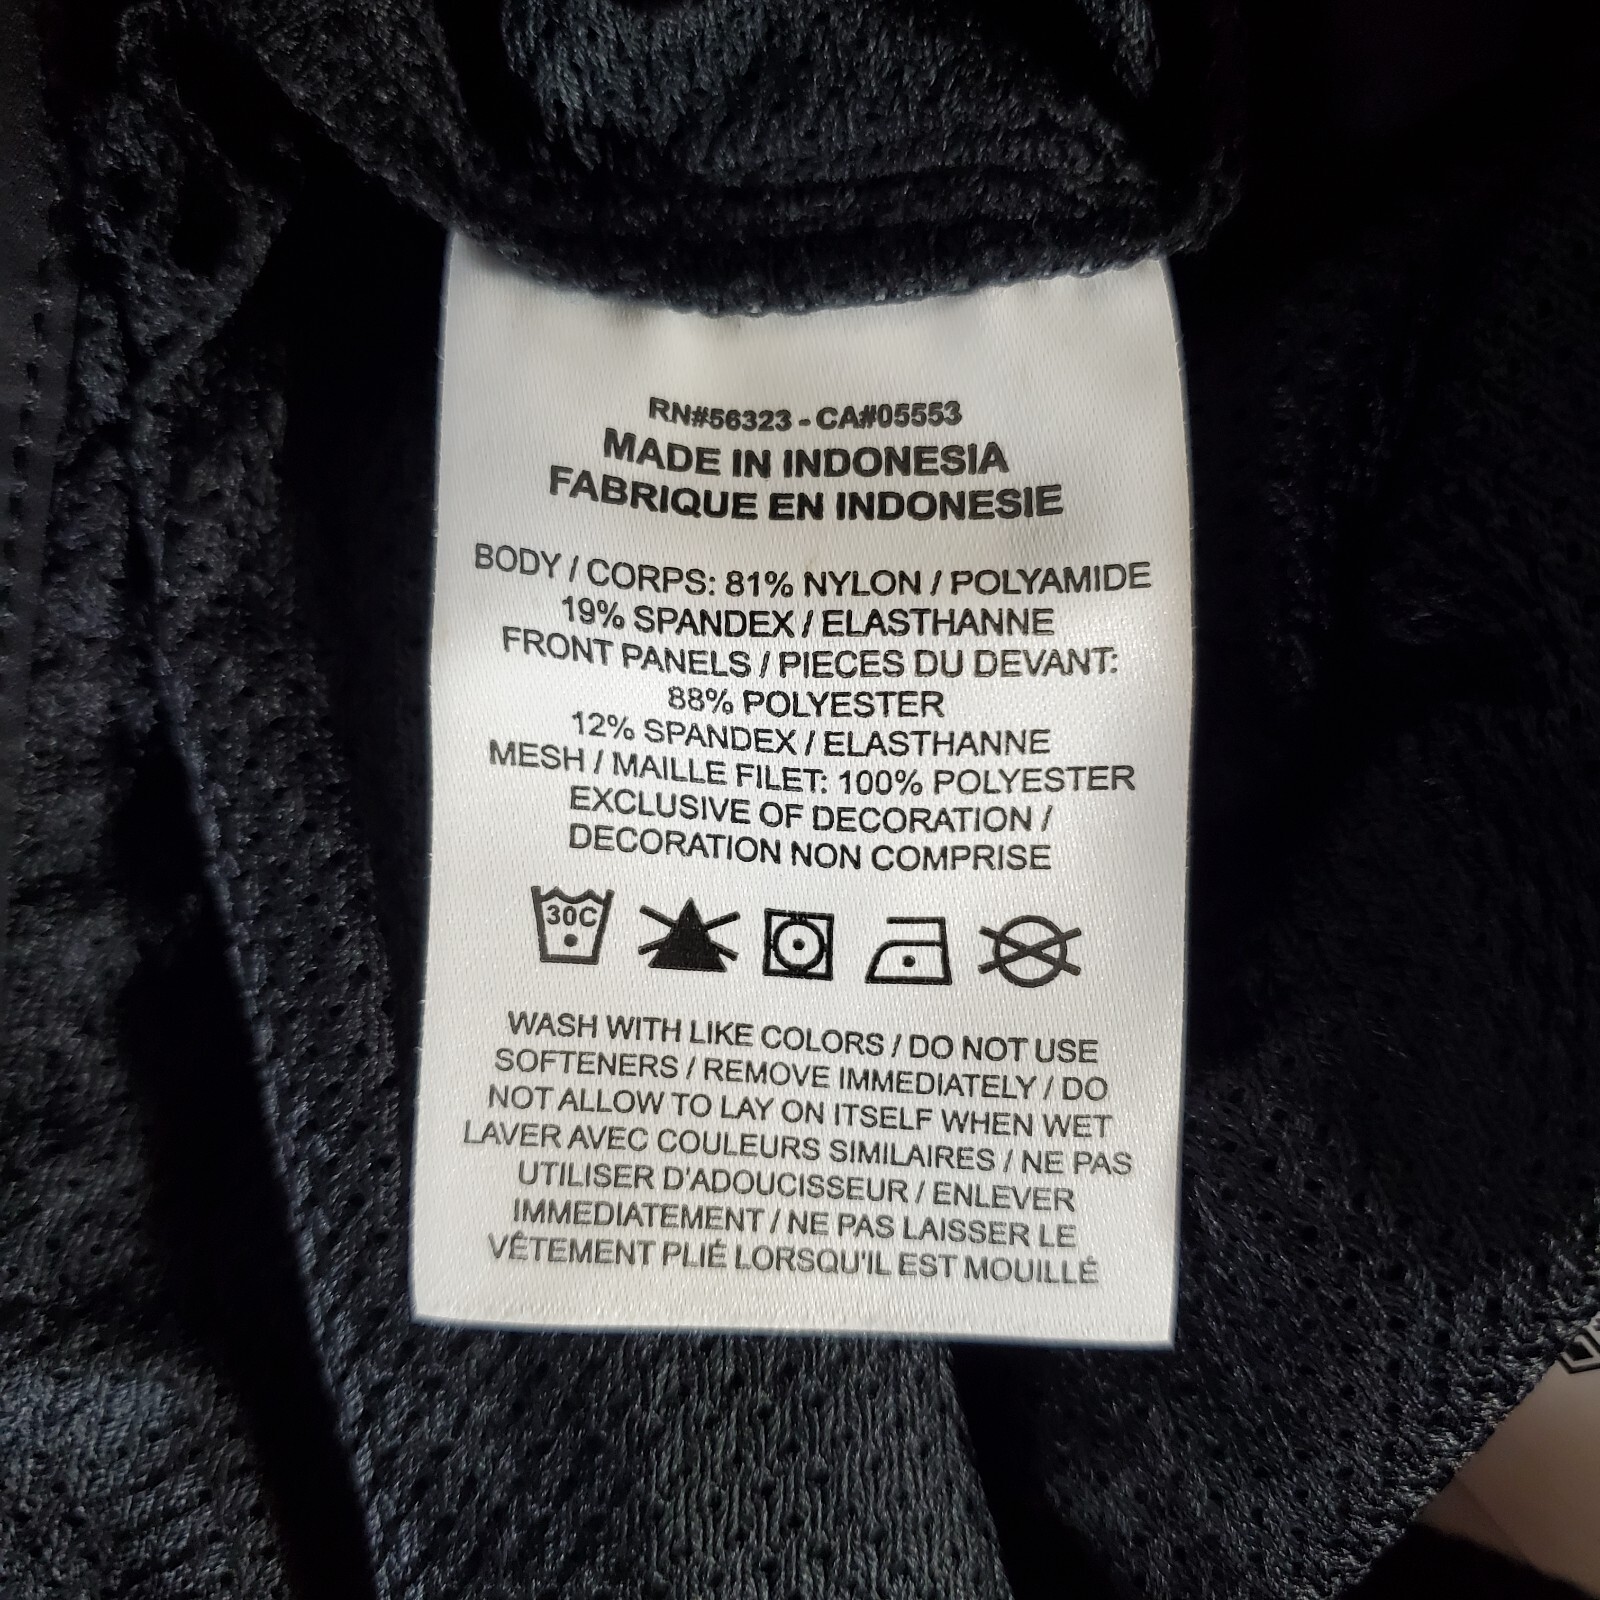 RN#56323 - CA#05553
MADE IN INDONESIA
FABRIQUE EN INDONESIE
BODY / CORPS: 81% NYLON / POLYAMIDE
19% SPANDEX / ELASTHANNE
FRONT PANELS / PIECES DU DEVANT:
88% POLYESTER
12% SPANDEX / ELASTHANNE
MESH / MAILLE FILET: 100% POLYESTER
EXCLUSIVE OF DECORATION /
DECORATION NON COMPRISE
30C
WASH WITH LIKE COLORS / DO NOT USE
SOFTENERS / REMOVE IMMEDIATELY / DO
NOT ALLOW TO LAY ON ITSELF WHEN WET
LAVER AVEC COULEURS SIMILAIRES / NE PAS
UTILISER D'ADOUCISSEUR / ENLEVER
IMMEDIATEMENT / NE PAS LAISSER LE
VÊTEMENT PLIÉ LORSQU'IL EST MOUILLÉ